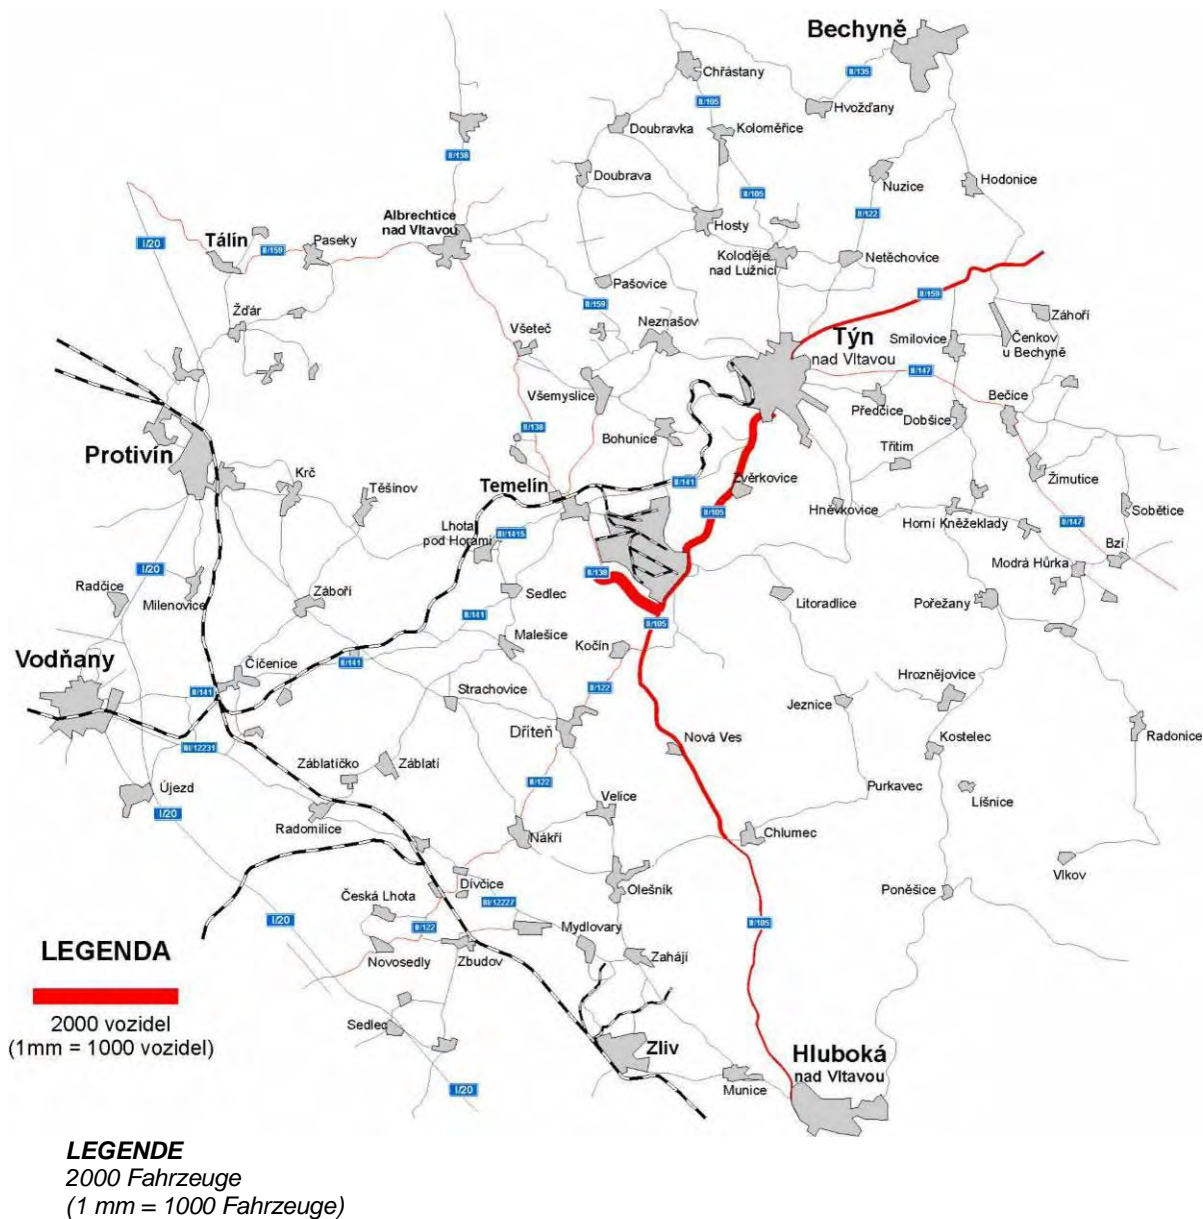 Bechyně
Chřástany
II/135
II/105
Hvožďany
Doubravka
Koloměřice
II/138
Doubrava
II/105
Nuzice
Hodonice
II/122
Albrechtice
nad Vltavou
Hosty
I/20
Tálín
II/159
Paseky
Koloděje
nad Lužnicí
Netěchovice
Pašovice
II/159
II/159
Žďár
Všeteč
Neznašov
Týn
nad Vltavou
Smilovice
Záhoří
Čenkov
u Bechyně
II/147
Všemyslice
Předčice
Dobšice
Bečice
II/138
Bohunice
Třitim
Protivín
Krč
Těšínov
Temelín
II/141
Zvěrkovice
Žimutice
II/105
Hněvkovice
Horní Kněžeklady
II/147
Sobětice
Lhota
pod Horami
II/1415
Bzí
I/20
II/138
Modrá Hůrka
Radčice
Milenovice
Záboří
Sedlec
Litoradlice
Pořežany
II/141
II/105
Malešice
Kočín
Vodňany
Číčenice
II/141
II/141
II/122
Hroznějovice
Strachovice
Jeznice
Dříteň
Nová Ves
Kostelec
Radonice
III/12231
Záblatíčko
Záblatí
II/122
Újezd
Purkavec
Líšnice
I/20
Radomilice
Velice
Nákří
Chlumec
Vlkov
Dívčice
Olešník
Poněšice
Česká Lhota
III/12227
I/20
II/122
Mydlovary
II/105
LEGENDA
Novosedly
Zbudov
Zahájí
2000 vozidel
(1mm = 1000 vozidel)
Sedlec
Zliv
Hluboká
nad Vltavou
I/20
Munice
LEGENDE
2000 Fahrzeuge
(1 mm = 1000 Fahrzeuge)